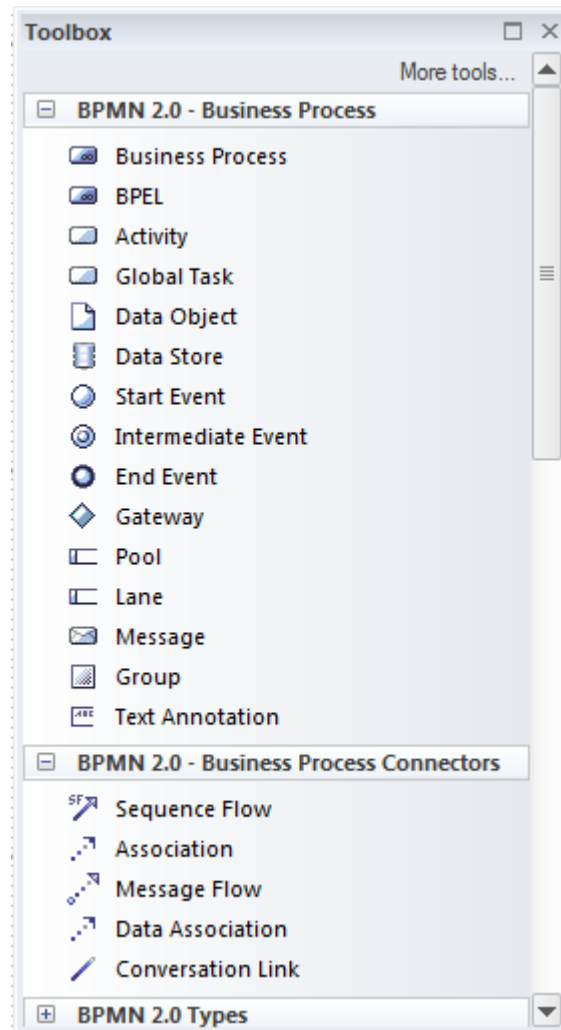 Toolbox
More tools...
BPMN 2.0 - Business Process
Business Process
BPEL
Activity
Global Task
Data Object
Data Store
Start Event
Intermediate Event
End Event
Gateway
Pool
Lane
Message
Group
ABC
Text Annotation
BPMN 2.0 - Business Process Connectors
SF
Sequence Flow
Association
Message Flow
Data Association
Conversation Link
BPMN 2.0 Types